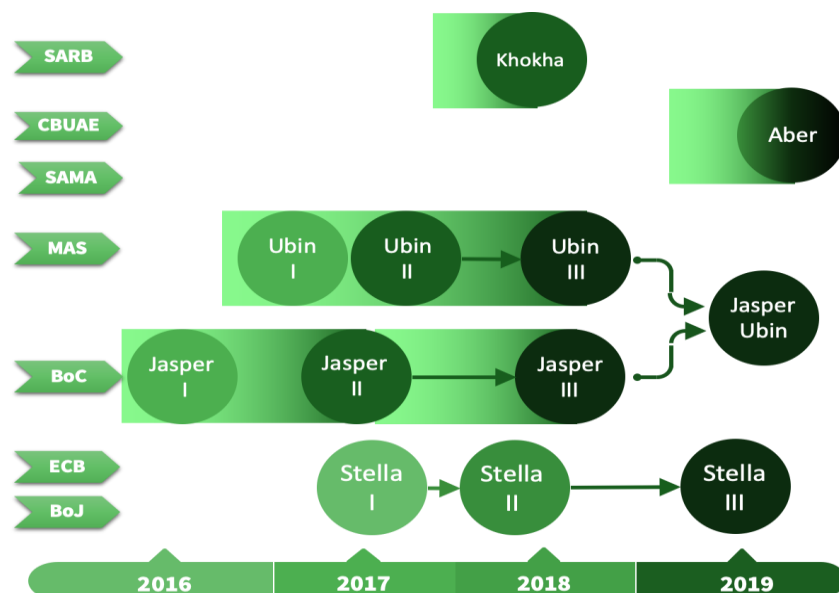 SARB
Khokha
CBUAE
Aber
SAMA
MAS
Ubin
I
Ubin
II
Ubin
III
Jasper
Ubin
BoC
Jasper
I
Jasper
II
Jasper
III
ECB
BoJ
Stella
I
Stella
II
Stella
III
2016
2017
2018
2019